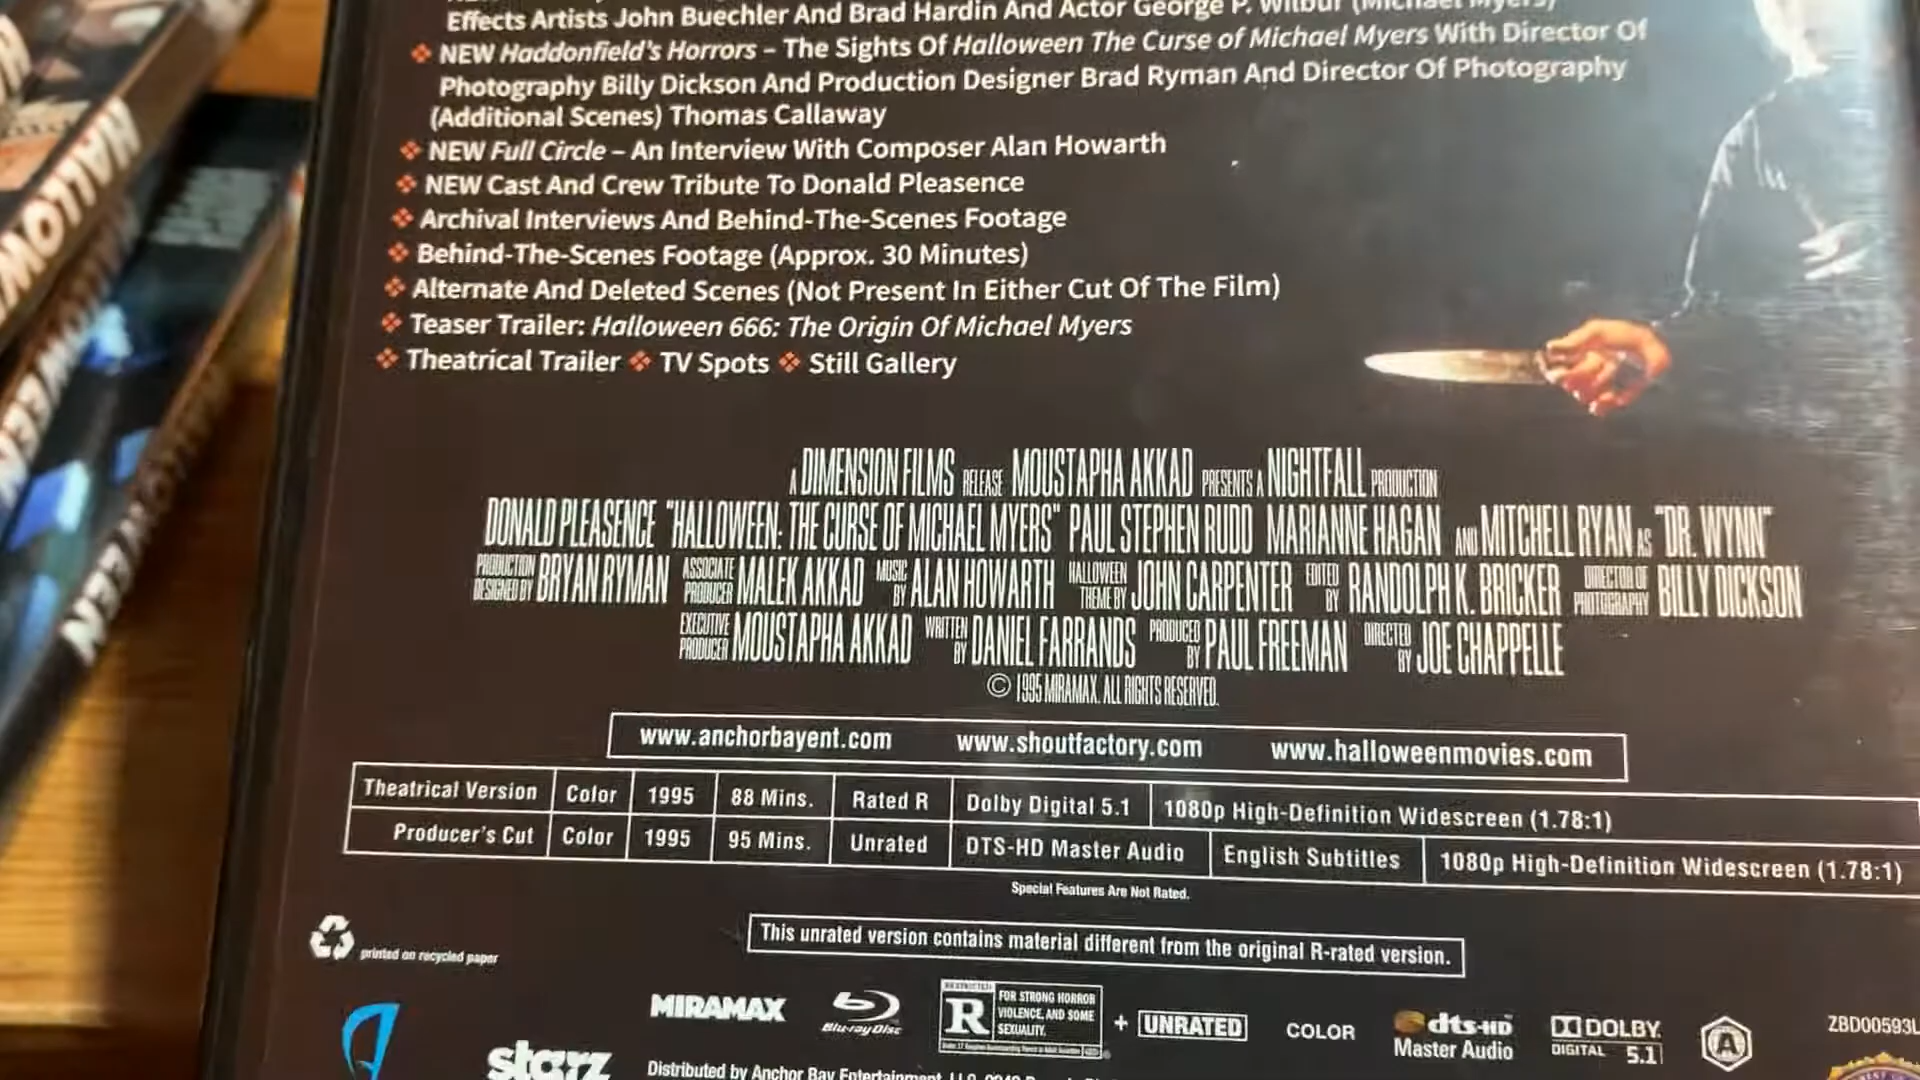 Effects Artists John Buechler And Brad Hardin And Actor George P. Wilbur (Michael Myers)
❖ NEW Haddonfield's Horrors – The Sights Of Halloween The Curse of Michael Myers With Director Of
Photography Billy Dickson And Production Designer Brad Ryman And Director Of Photography
(Additional Scenes) Thomas Callaway
❖ NEW Full Circle – An Interview With Composer Alan Howarth
❖ NEW Cast And Crew Tribute To Donald Pleasence
❖ Archival Interviews And Behind-The-Scenes Footage
❖ Behind-The-Scenes Footage (Approx. 30 Minutes)
❖ Alternate And Deleted Scenes (Not Present In Either Cut Of The Film)
❖ Teaser Trailer: Halloween 666: The Origin Of Michael Myers
❖ Theatrical Trailer ❖ TV Spots ❖ Still Gallery
A DIMENSION FILMS RELEASE MOUSTAPHA AKKAD PRESENTS A NIGHTFALL PRODUCTION
DONALD PLEASENCE "HALLOWEEN: THE CURSE OF MICHAEL MYERS" PAUL STEPHEN RUDD MARIANNE HAGAN AND MITCHELL RYAN AS "DR. WYNN"
PRODUCTION DESIGNED BY BRYAN RYMAN ASSOCIATE PRODUCER MALEK AKKAD MUSIC BY ALAN HOWARTH HALLOWEEN THEME BY JOHN CARPENTER EDITED BY RANDOLPH K. BRICKER DIRECTOR OF PHOTOGRAPHY BILLY DICKSON
EXECUTIVE PRODUCER MOUSTAPHA AKKAD WRITTEN BY DANIEL FARRANDS PRODUCED BY PAUL FREEMAN DIRECTED BY JOE CHAPPELLE
© 1995 MIRAMAX. ALL RIGHTS RESERVED.
www.anchorbayent.com www.shoutfactory.com www.halloweenmovies.com
Theatrical Version Color 1995 88 Mins. Rated R Dolby Digital 5.1 1080p High-Definition Widescreen (1.78:1)
Producer's Cut Color 1995 95 Mins. Unrated DTS-HD Master Audio English Subtitles 1080p High-Definition Widescreen (1.78:1)
Special Features Are Not Rated.
This unrated version contains material different from the original R-rated version.
printed on recycled paper
MIRAMAX Blu-ray Disc RESTRICTED R FOR STRONG HORROR VIOLENCE, AND SOME SEXUALITY. + UNRATED COLOR dts-HD Master Audio DOLBY DIGITAL 5.1 A ZBD00593
starz
Distributed by Anchor Bay Entertainment, LLC,
HALLOW
WEEN
EEN